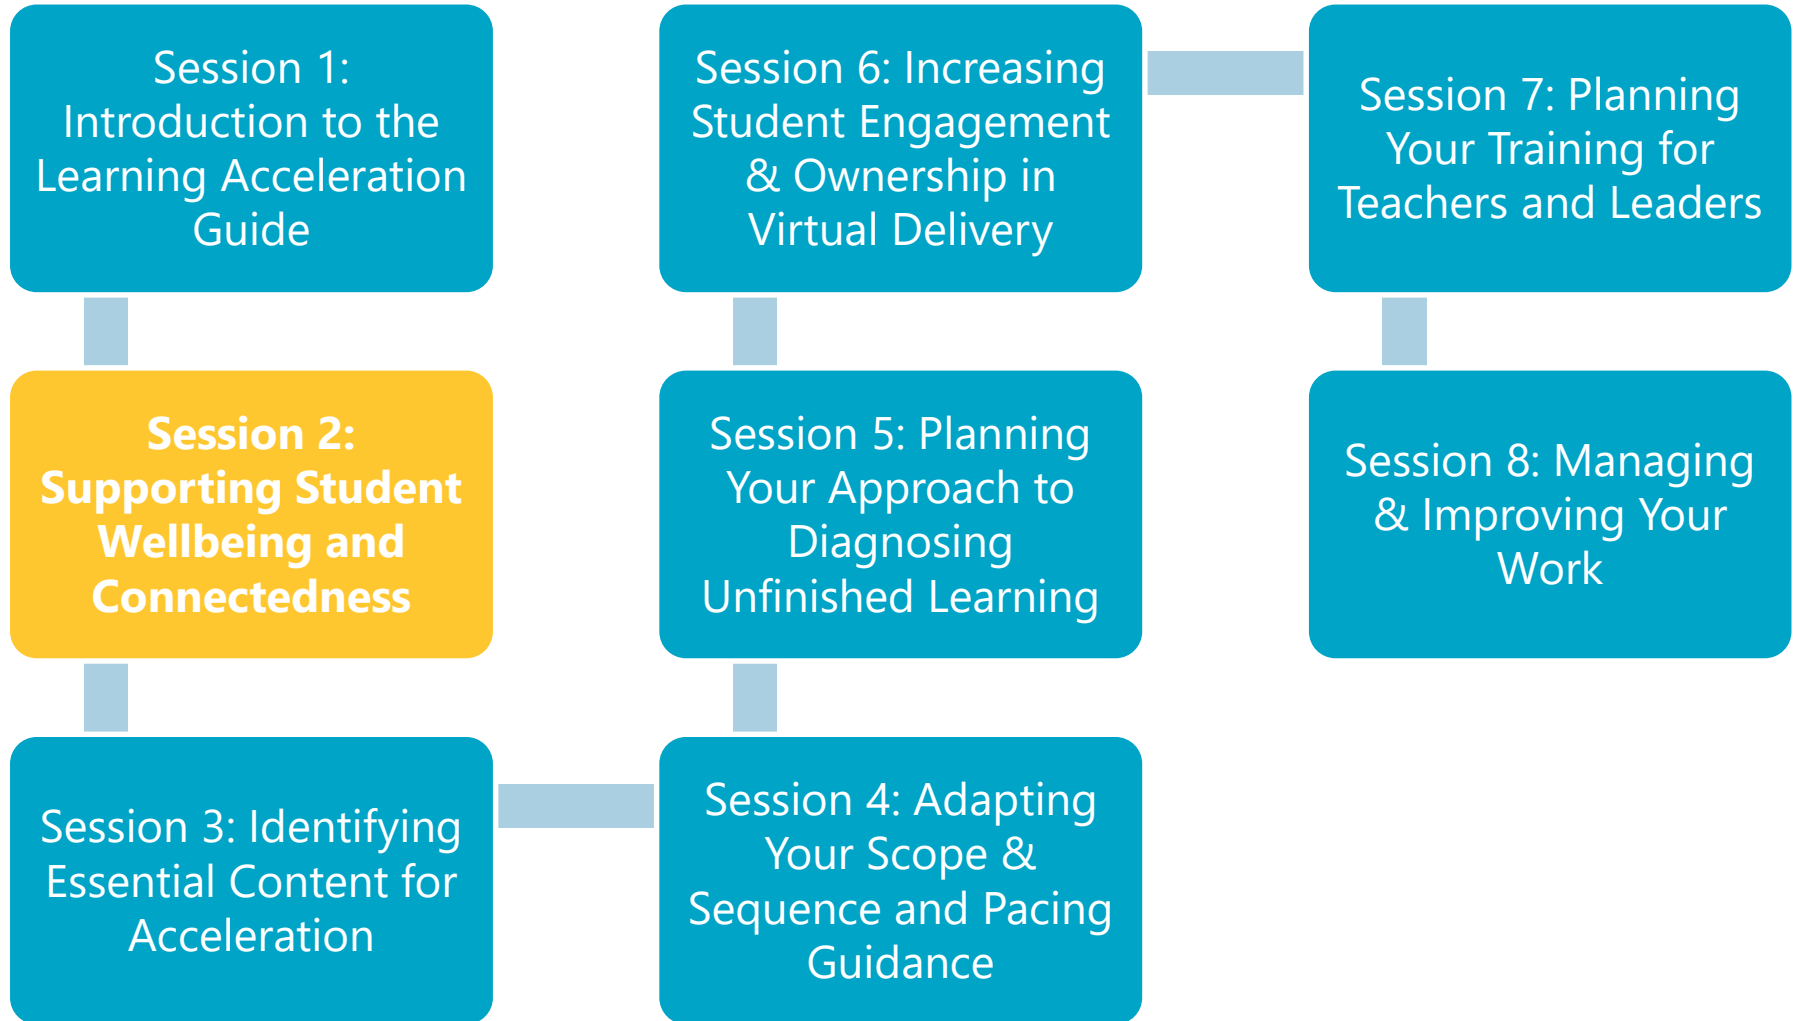 Session 1:
Introduction to the
Learning Acceleration
Guide
Session 2:
Supporting Student
Wellbeing and
Connectedness
Session 3: Identifying
Essential Content for
Acceleration
Session 4: Adapting
Your Scope &
Sequence and Pacing
Guidance
Session 5: Planning
Your Approach to
Diagnosing
Unfinished Learning
Session 6: Increasing
Student Engagement
& Ownership in
Virtual Delivery
Session 7: Planning
Your Training for
Teachers and Leaders
Session 8: Managing
& Improving Your
Work